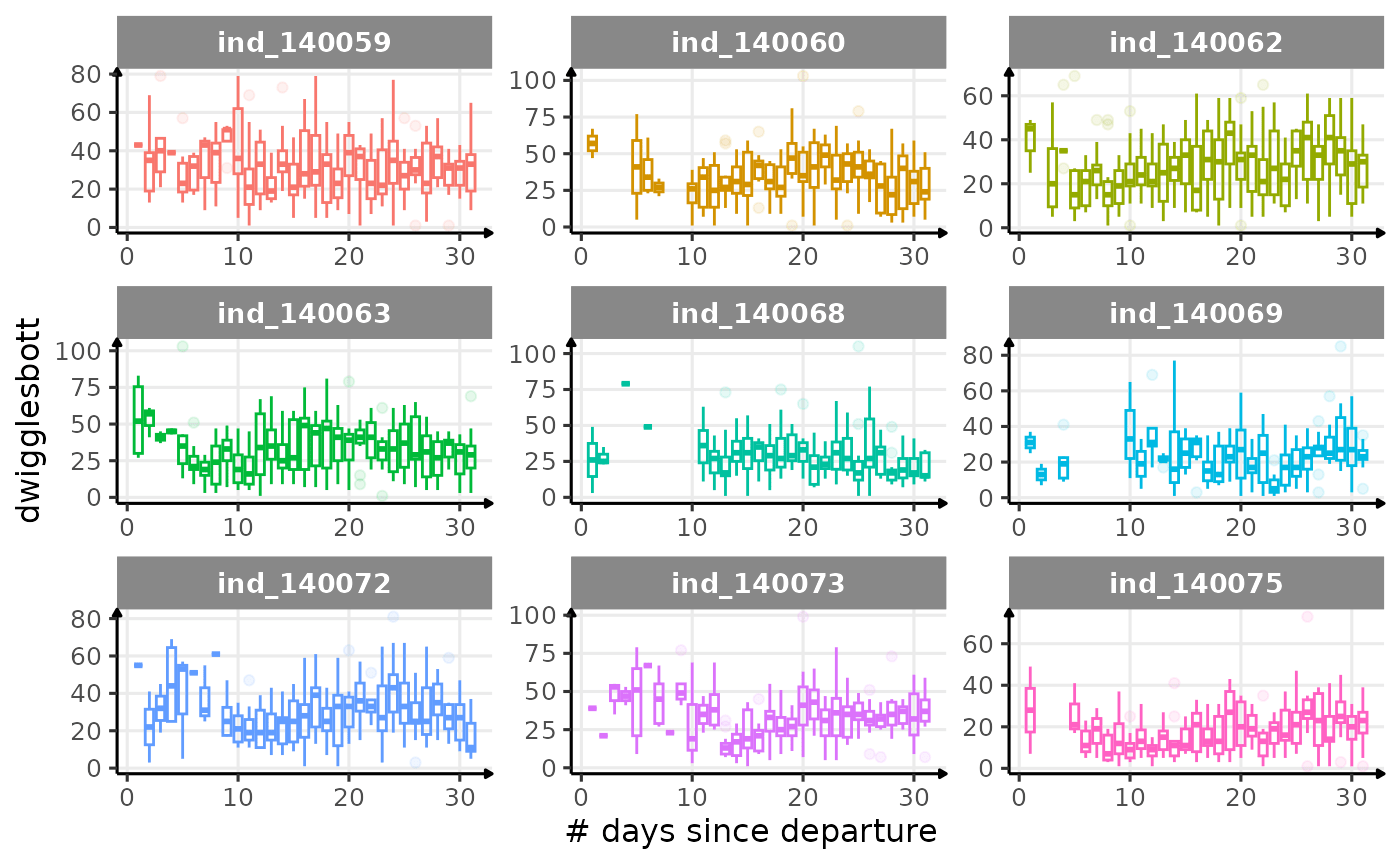 ind_140059 ind_140060 ind_140062
80 60 40 20 0
100 75 50 25 0
60 40 20 0
0 10 20 30 0 10 20 30 0 10 20 30
ind_140063 ind_140068 ind_140069
100 75 50 25 0
100 75 50 25 0
80 60 40 20 0
0 10 20 30 0 10 20 30 0 10 20 30
dwigglesbott
ind_140072 ind_140073 ind_140075
80 60 40 20 0
100 75 50 25 0
60 40 20 0
0 10 20 30 0 10 20 30 0 10 20 30
# days since departure